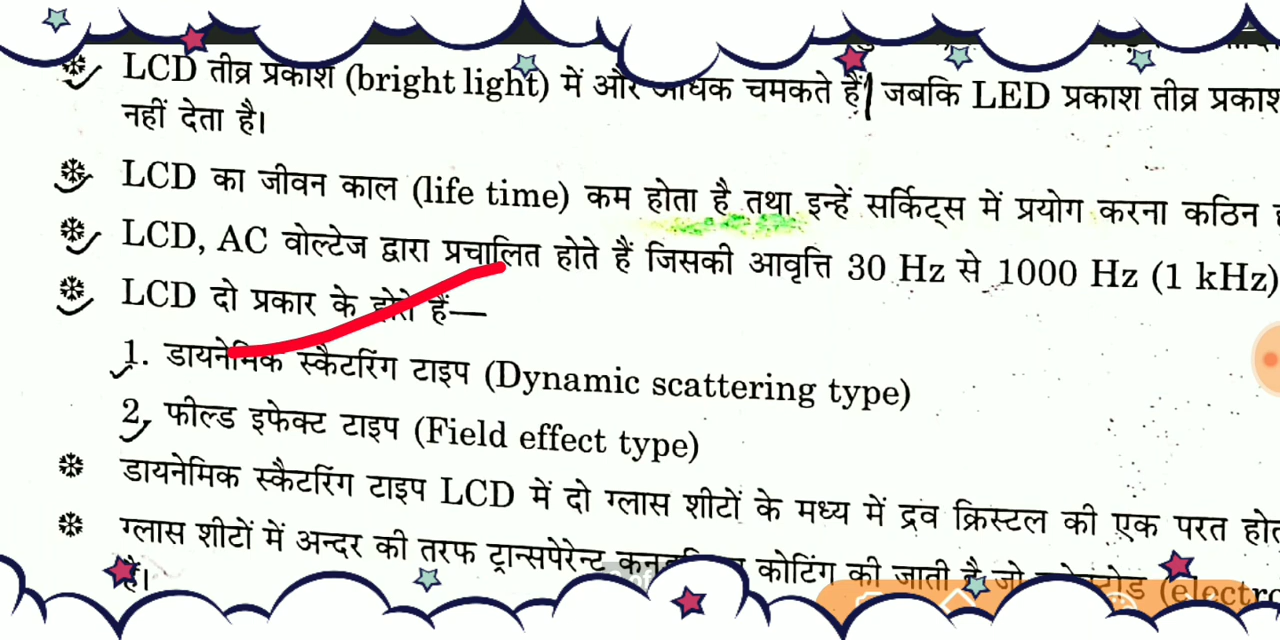 LCD तीव्र प्रकाश (bright light) में और अधिक चमकते हैं। जबकि LED प्रकाश तीव्र प्रकाश
नहीं देता है।
LCD का जीवन काल (life time) कम होता है तथा इन्हें सर्किट्स में प्रयोग करना कठिन
LCD, AC वोल्टेज द्वारा प्रचालित होते हैं जिसकी आवृत्ति 30 Hz से 1000 Hz (1 kHz)
LCD दो प्रकार के होते हैं—
1. डायनेमिक स्कैटरिंग टाइप (Dynamic scattering type)
2. फील्ड इफेक्ट टाइप (Field effect type)
डायनेमिक स्कैटरिंग टाइप LCD में दो ग्लास शीटों के मध्य में द्रव क्रिस्टल की एक परत
ग्लास शीटों में अन्दर की तरफ ट्रान्सपेरेन्ट कोटिंग की जाती है जो (electro
हैं।